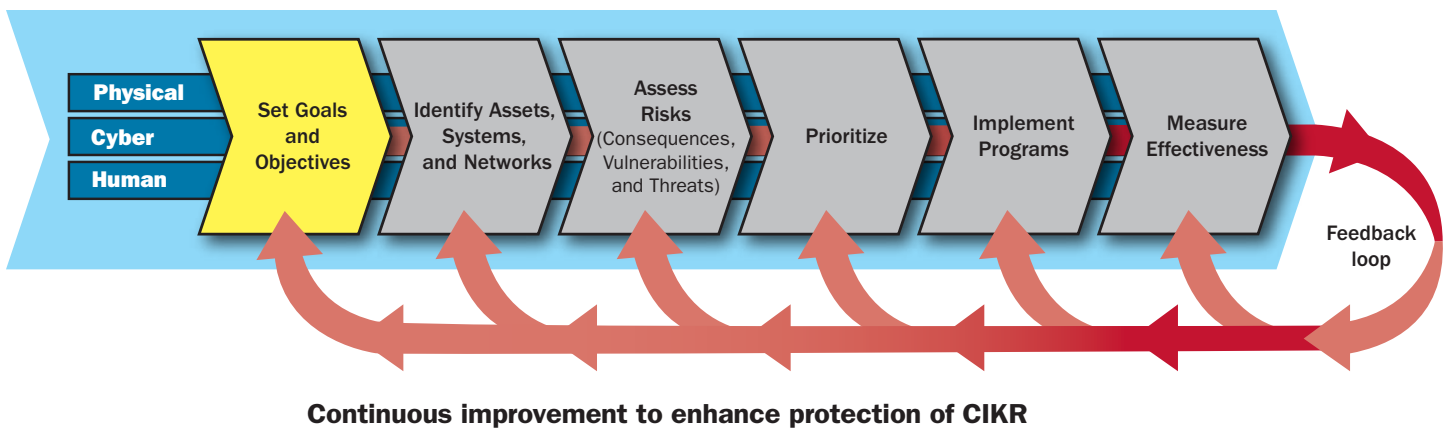 Physical
Cyber
Human
Set Goals
and
Objectives
Identify Assets,
Systems,
and Networks
Assess
Risks
(Consequences,
Vulnerabilities,
and Threats)
Prioritize
Implement
Programs
Measure
Effectiveness
Feedback
loop
Continuous improvement to enhance protection of CIKR